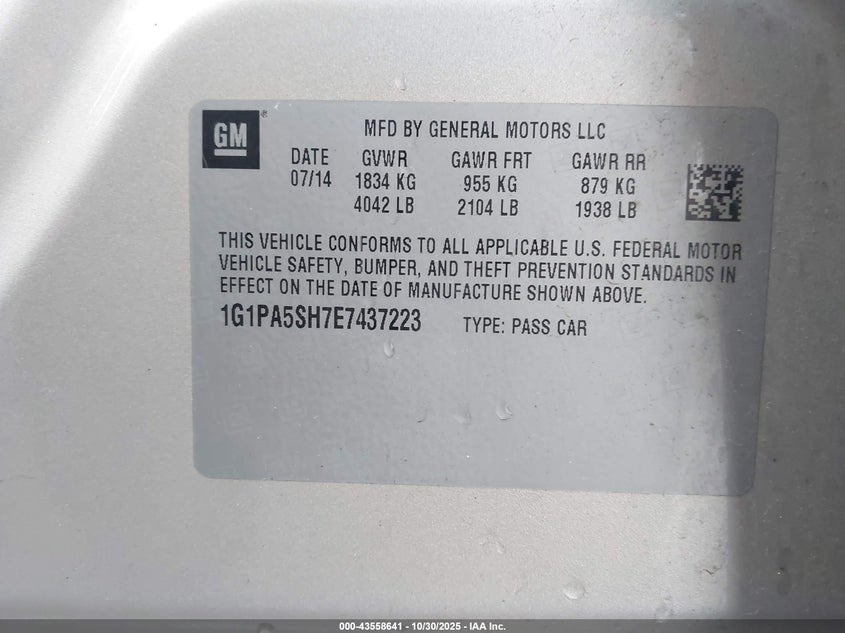 GM ®
MFD BY GENERAL MOTORS LLC
DATE GVWR GAWR FRT GAWR RR
07/14 1834 KG 955 KG 879 KG
4042 LB 2104 LB 1938 LB
THIS VEHICLE CONFORMS TO ALL APPLICABLE U.S. FEDERAL MOTOR
VEHICLE SAFETY, BUMPER, AND THEFT PREVENTION STANDARDS IN
EFFECT ON THE DATE OF MANUFACTURE SHOWN ABOVE.
1G1PA5SH7E7437223 TYPE: PASS CAR
000-43558641 - 10/30/2025 - IAA Inc.